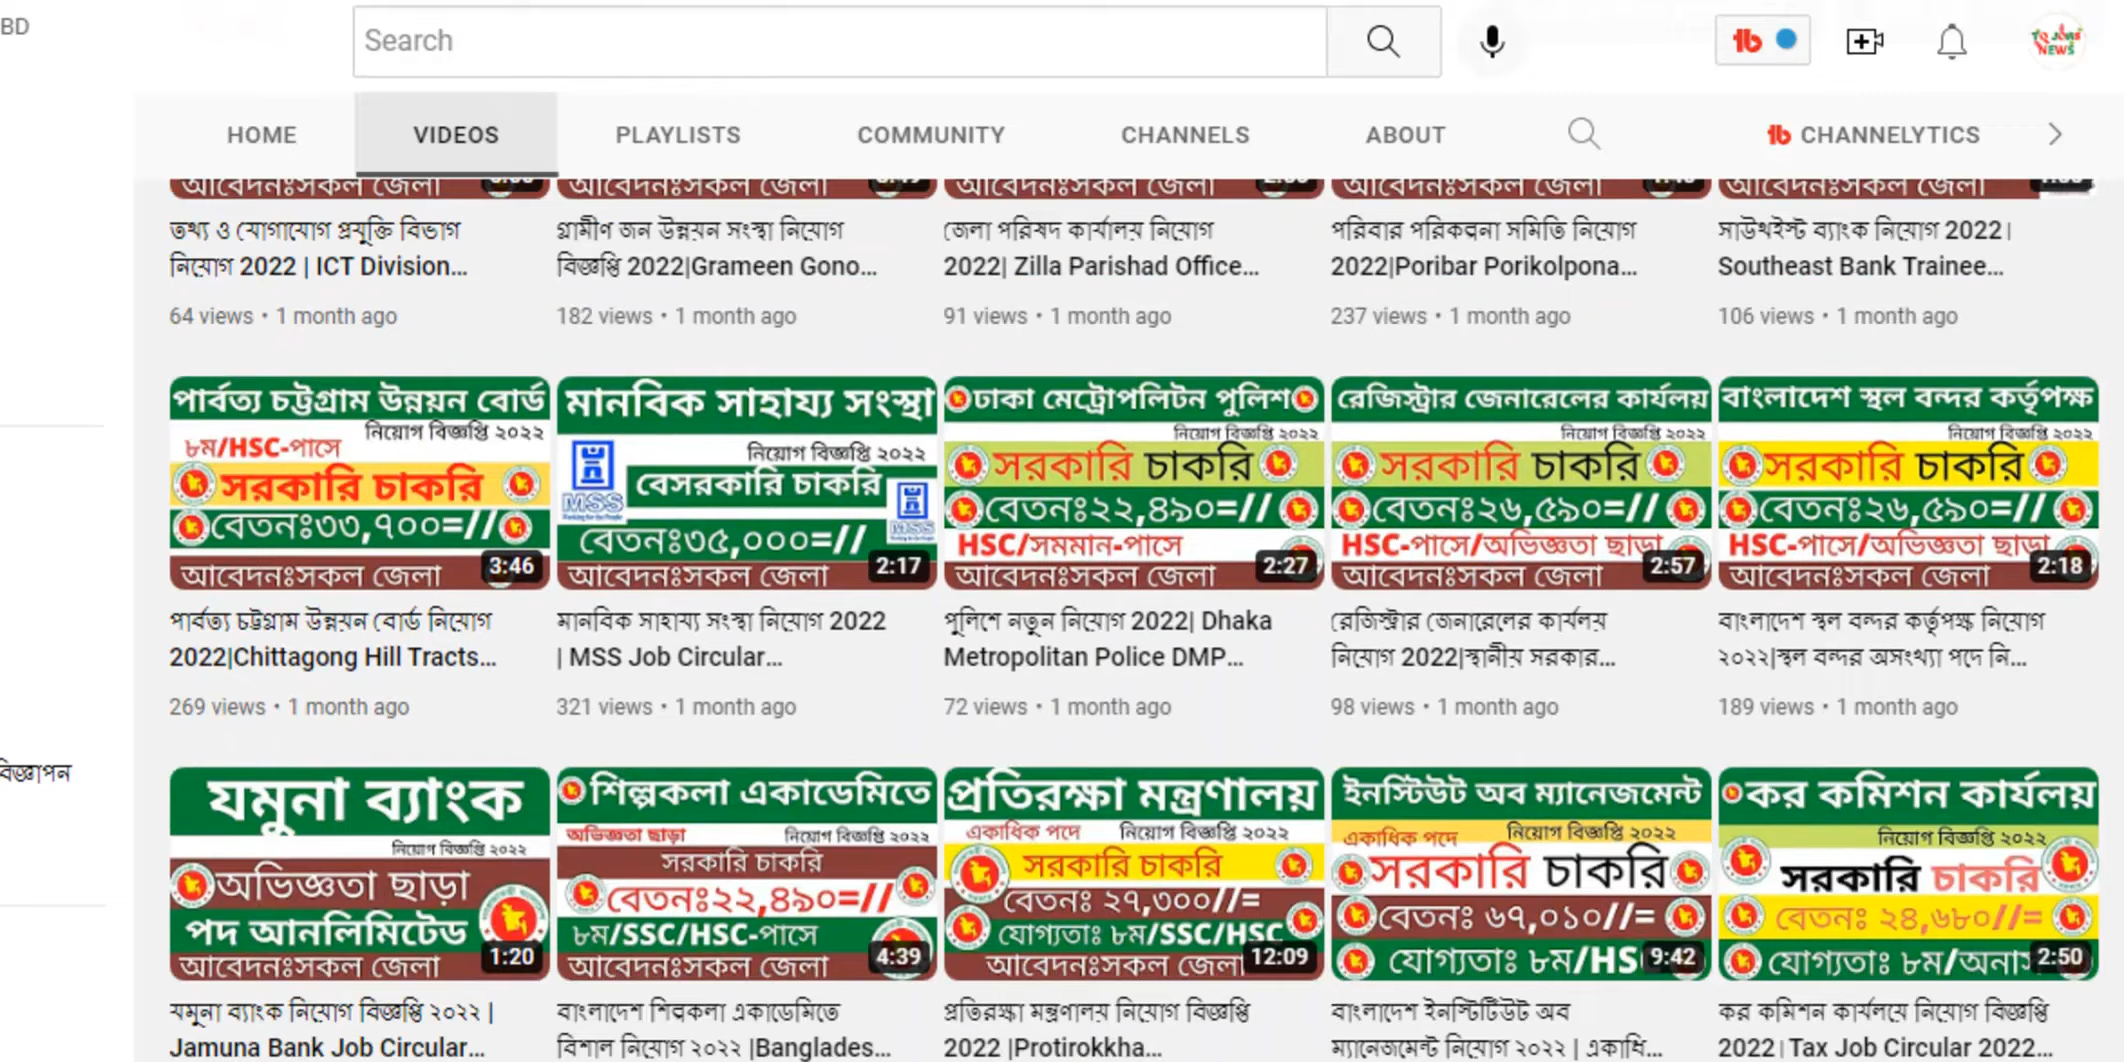 BD
Search
HOME
VIDEOS
PLAYLISTS
COMMUNITY
CHANNELS
ABOUT
CHANNELYTICS
বিজ্ঞাপন
আবেদনঃসকল জেলা
তথ্য ও যোগাযোগ প্রযুক্তি বিভাগ
নিয়োগ 2022 | ICT Division...
64 views • 1 month ago
আবেদনঃসকল জেলা
গ্রামীণ জন উন্নয়ন সংস্থা নিয়োগ
বিজ্ঞপ্তি 2022|Grameen Gono...
182 views • 1 month ago
আবেদনঃসকল জেলা
জেলা পরিষদ কার্যালয় নিয়োগ
2022| Zilla Parishad Office...
91 views • 1 month ago
আবেদনঃসকল জেলা
পরিবার পরিকল্পনা সমিতি নিয়োগ
2022|Poribar Porikolpona...
237 views • 1 month ago
আবেদনঃসকল জেলা
সাউথইস্ট ব্যাংক নিয়োগ 2022।
Southeast Bank Trainee...
106 views • 1 month ago
পার্বত্য চট্টগ্রাম উন্নয়ন বোর্ড
নিয়োগ বিজ্ঞপ্তি ২০২২
৮ম/HSC-পাসে
সরকারি চাকরি
বেতনঃ৩৩,৭০০=//
আবেদনঃসকল জেলা
3:46
পার্বত্য চট্টগ্রাম উন্নয়ন বোর্ড নিয়োগ
2022|Chittagong Hill Tracts...
269 views • 1 month ago
মানবিক সাহায্য সংস্থা
নিয়োগ বিজ্ঞপ্তি ২০২২
বেসরকারি চাকরি
MSS
MSS
বেতনঃ৩৫,০০০=//
আবেদনঃসকল জেলা
2:17
মানবিক সাহায্য সংস্থা নিয়োগ 2022
| MSS Job Circular...
321 views • 1 month ago
ঢাকা মেট্রোপলিটন পুলিশ
নিয়োগ বিজ্ঞপ্তি ২০২২
সরকারি চাকরি
বেতনঃ২২,৪৯০=//
HSC/সমমান-পাসে
আবেদনঃসকল জেলা
2:27
পুলিশে নতুন নিয়োগ 2022| Dhaka
Metropolitan Police DMP...
72 views • 1 month ago
রেজিস্ট্রার জেনারেলের কার্যলয়
নিয়োগ বিজ্ঞপ্তি ২০২২
সরকারি চাকরি
বেতনঃ২৬,৫৯০=//
HSC-পাসে/অভিজ্ঞতা ছাড়া
আবেদনঃসকল জেলা
2:57
রেজিস্ট্রার জেনারেলের কার্যলয়
নিয়োগ 2022|স্থানীয় সরকার...
98 views • 1 month ago
বাংলাদেশ স্থল বন্দর কর্তৃপক্ষ
নিয়োগ বিজ্ঞপ্তি ২০২২
সরকারি চাকরি
বেতনঃ২৬,৫৯০=//
HSC-পাসে/অভিজ্ঞতা ছাড়া
আবেদনঃসকল জেলা
2:18
বাংলাদেশ স্থল বন্দর কর্তৃপক্ষ নিয়োগ
২০২২|স্থল বন্দর অসংখ্যা পদে নি...
189 views • 1 month ago
যমুনা ব্যাংক
নিয়োগ বিজ্ঞপ্তি ২০২২
অভিজ্ঞতা ছাড়া
পদ আনলিমিটেড
আবেদনঃসকল জেলা
1:20
যমুনা ব্যাংক নিয়োগ বিজ্ঞপ্তি ২০২২ |
Jamuna Bank Job Circular...
শিল্পকলা একাডেমিতে
অভিজ্ঞতা ছাড়া নিয়োগ বিজ্ঞপ্তি ২০২২
সরকারি চাকরি
বেতনঃ২২,৪৯০=//
৮ম/SSC/HSC-পাসে
আবেদনঃসকল জেলা
4:39
বাংলাদেশ শিল্পকলা একাডেমিতে
বিশাল নিয়োগ ২০২২ |Banglades...
প্রতিরক্ষা মন্ত্রণালয়
একাধিক পদে নিয়োগ বিজ্ঞপ্তি ২০২২
সরকারি চাকরি
বেতনঃ ২৭,৩০০//=
যোগ্যতাঃ ৮ম/SSC/HSC
আবেদনঃসকল জেলা
12:09
প্রতিরক্ষা মন্ত্রণালয় নিয়োগ বিজ্ঞপ্তি
2022 |Protirokkha...
ইনস্টিউট অব ম্যানেজমেন্ট
একাধিক পদে নিয়োগ বিজ্ঞপ্তি ২০২২
সরকারি চাকরি
বেতনঃ ৬৭,০১০//=
যোগ্যতাঃ ৮ম/HS
9:42
বাংলাদেশ ইনস্টিটিউট অব
ম্যানেজমেন্ট নিয়োগ ২০২২ | একাধি...
কর কমিশন কার্যলয়
নিয়োগ বিজ্ঞপ্তি ২০২২
সরকারি চাকরি
বেতনঃ ২৪,৬৮০//=
যোগ্যতাঃ ৮ম/অনার্স
2:50
কর কমিশন কার্যলয়ে নিয়োগ বিজ্ঞপ্তি
2022। Tax Job Circular 2022...